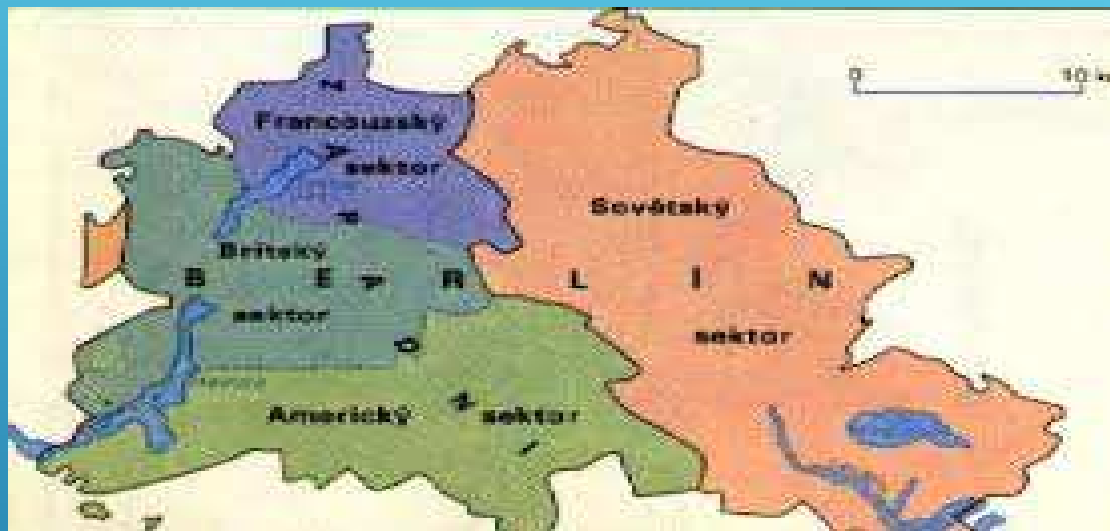 0 10 k
Francouzský
sektor
Sovětský
Britský
B E R L Í N
sektor
sektor
Americký sektor
Z Á P A D N Í